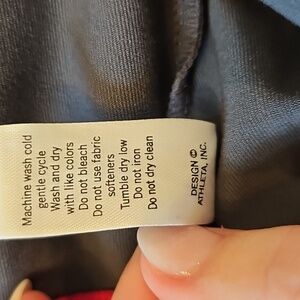 Machine wash cold
gentle cycle
Wash and dry
with like colors
Do not bleach
Do not use fabric
softeners
Tumble dry low
Do not iron
Do not dry clean
DESIGN ©
ATHLETA, INC.